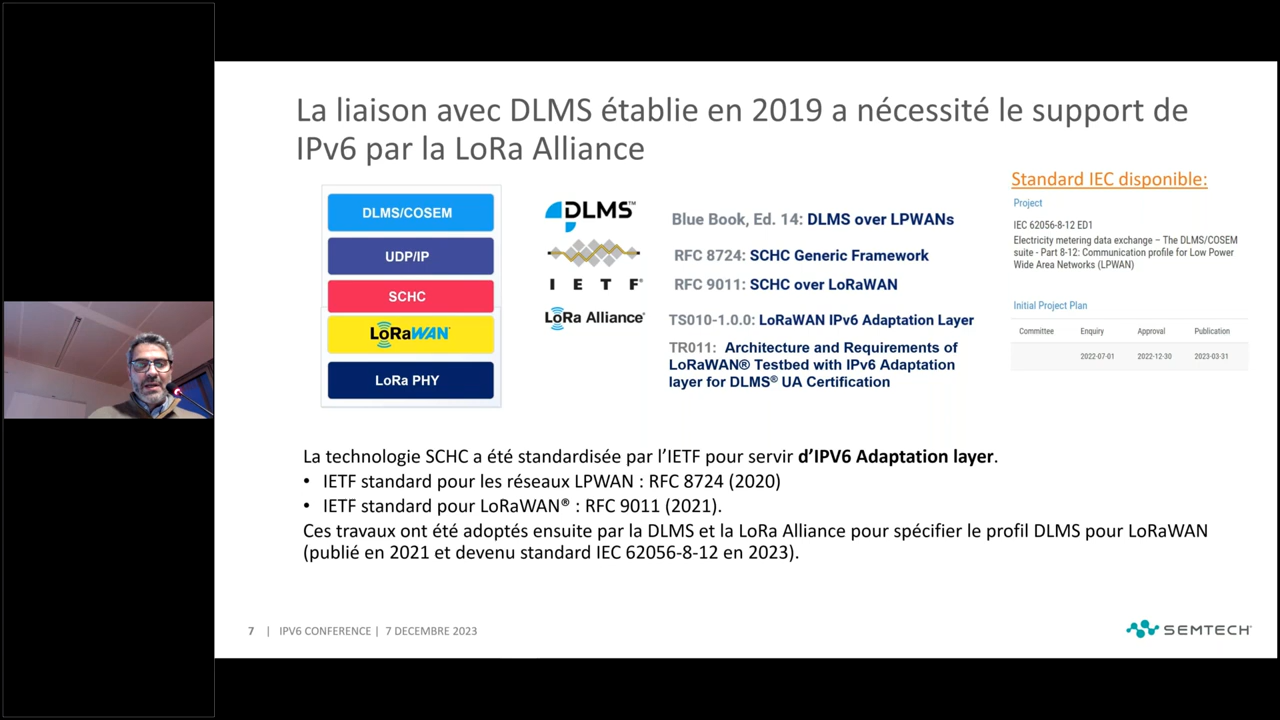 La liaison avec DLMS établie en 2019 a nécessité le support de
IPv6 par la LoRa Alliance
DLMS/COSEM
UDP/IP
SCHC
LoRaWAN
LoRa PHY
DLMS™
I E T F®
LoRa Alliance®
Blue Book, Ed. 14: DLMS over LPWANs
RFC 8724: SCHC Generic Framework
RFC 9011: SCHC over LoRaWAN
TS010-1.0.0: LoRaWAN IPv6 Adaptation Layer
TR011: Architecture and Requirements of
LoRaWAN® Testbed with IPv6 Adaptation
layer for DLMS® UA Certification
Standard IEC disponible:
Project
IEC 62056-8-12 ED1
Electricity metering data exchange – The DLMS/COSEM
suite - Part 8-12: Communication profile for Low Power
Wide Area Networks (LPWAN)
Initial Project Plan
Committee Enquiry Approval Publication
2022-07-01 2022-12-30 2023-03-31
La technologie SCHC a été standardisée par l’IETF pour servir d’IPV6 Adaptation layer.
• IETF standard pour les réseaux LPWAN : RFC 8724 (2020)
• IETF standard pour LoRaWAN® : RFC 9011 (2021).
Ces travaux ont été adoptés ensuite par la DLMS et la LoRa Alliance pour spécifier le profil DLMS pour LoRaWAN
(publié en 2021 et devenu standard IEC 62056-8-12 en 2023).
7 | IPV6 CONFERENCE | 7 DECEMBRE 2023
SEMTECH